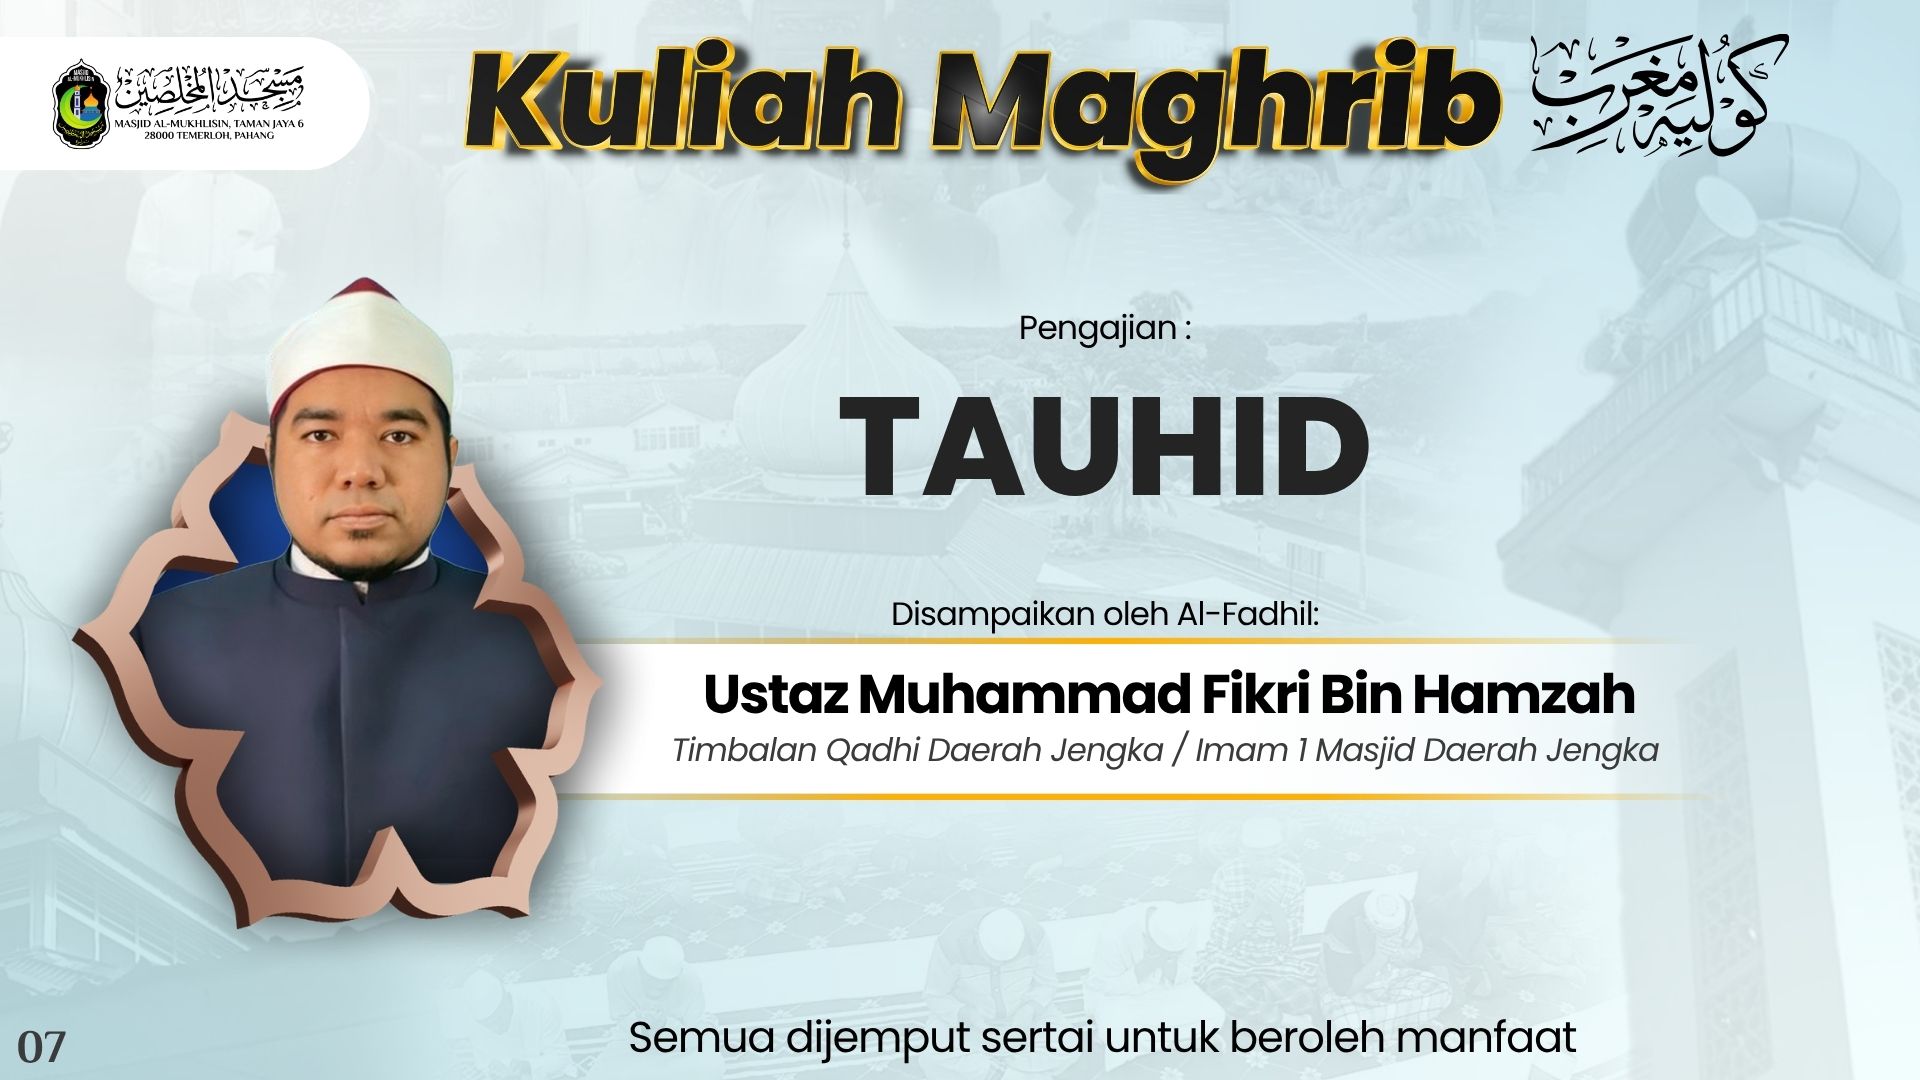 مسجد المخلصين
MASJID AL-MUKHLISIN, TAMAN JAYA 6
28000 TEMERLOH, PAHANG
Kuliah Maghrib
كولية مغرب
Pengajian :
TAUHID
Disampaikan oleh Al-Fadhil:
Ustaz Muhammad Fikri Bin Hamzah
Timbalan Qadhi Daerah Jengka / Imam 1 Masjid Daerah Jengka
Semua dijemput sertai untuk beroleh manfaat
07